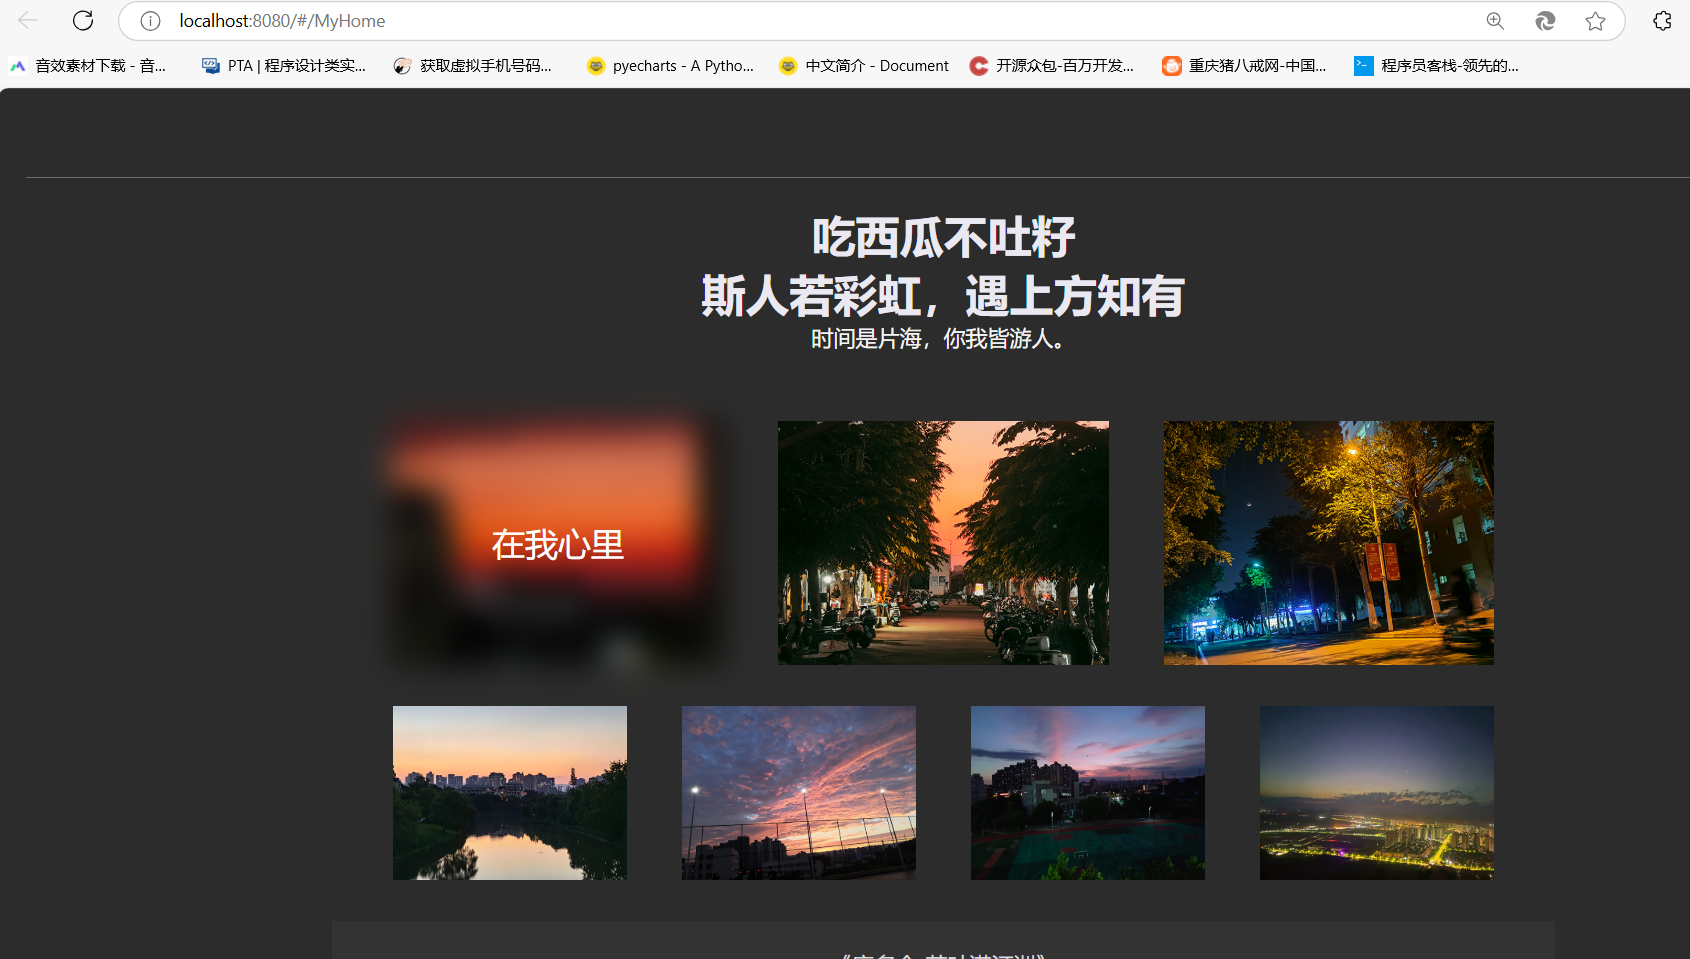 localhost:8080/#/MyHome
音效素材下载 - 音... PTA | 程序设计类实... 获取虚拟手机号码... pyecharts - A Pytho... 中文简介 - Document 开源众包-百万开发... 重庆猪八戒网-中国... 程序员客栈-领先的...
吃西瓜不吐籽
斯人若彩虹，遇上方知有
时间是片海，你我皆游人。
在我心里